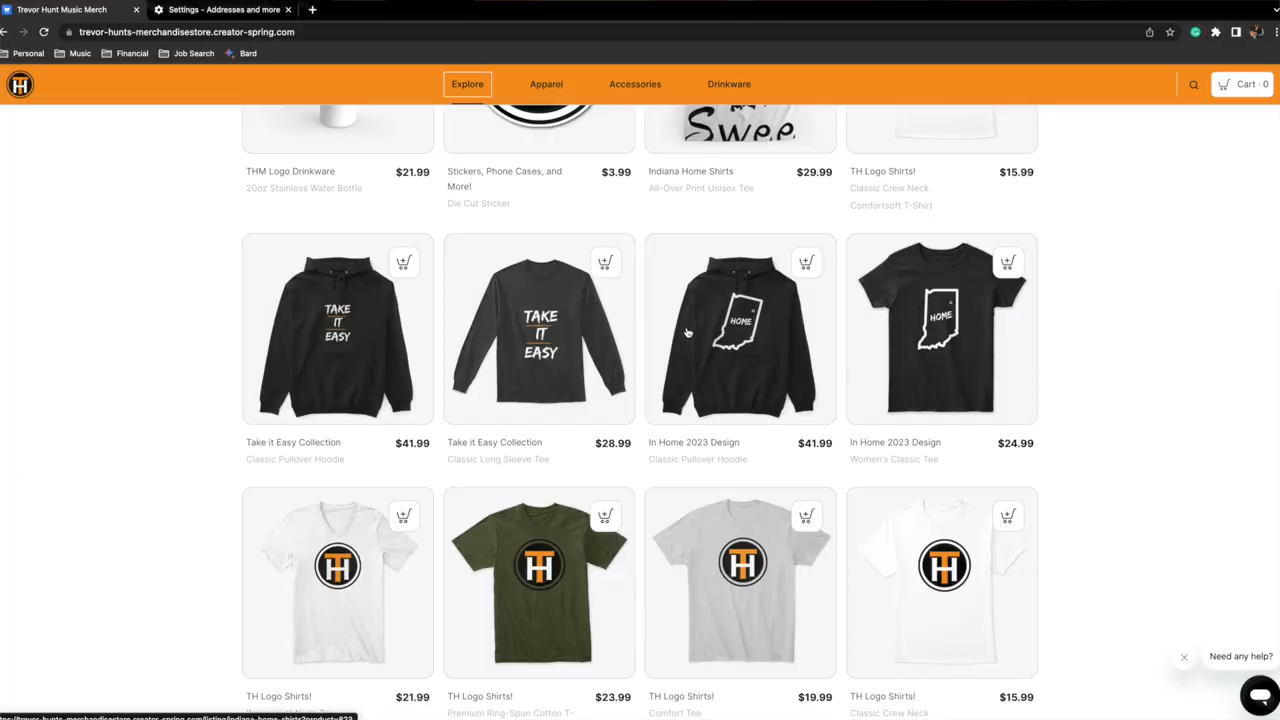 Trevor Hunt Music Merch
Settings - Addresses and more
trevor-hunts-merchandisestore.creator-spring.com
Personal
Music
Financial
Job Search
Bard
TH
Explore
Apparel
Accessories
Drinkware
Cart · 0
Swee
THM Logo Drinkware
$21.99
20oz Stainless Water Bottle
Stickers, Phone Cases, and
More!
$3.99
Die Cut Sticker
Indiana Home Shirts
$29.99
All-Over Print Unisex Tee
TH Logo Shirts!
$15.99
Classic Crew Neck
Comfortsoft T-Shirt
TAKE
IT
EASY
TAKE
IT
EASY
HOME
HOME
Take it Easy Collection
$41.99
Classic Pullover Hoodie
Take it Easy Collection
$28.99
Classic Long Sleeve Tee
In Home 2023 Design
$41.99
Classic Pullover Hoodie
In Home 2023 Design
$24.99
Women's Classic Tee
TH
TH
TH
TH
TH Logo Shirts!
$21.99
TH Logo Shirts!
$23.99
Premium Ring-Spun Cotton T-
TH Logo Shirts!
$19.99
Comfort Tee
TH Logo Shirts!
$15.99
Classic Crew Neck
Need any help?